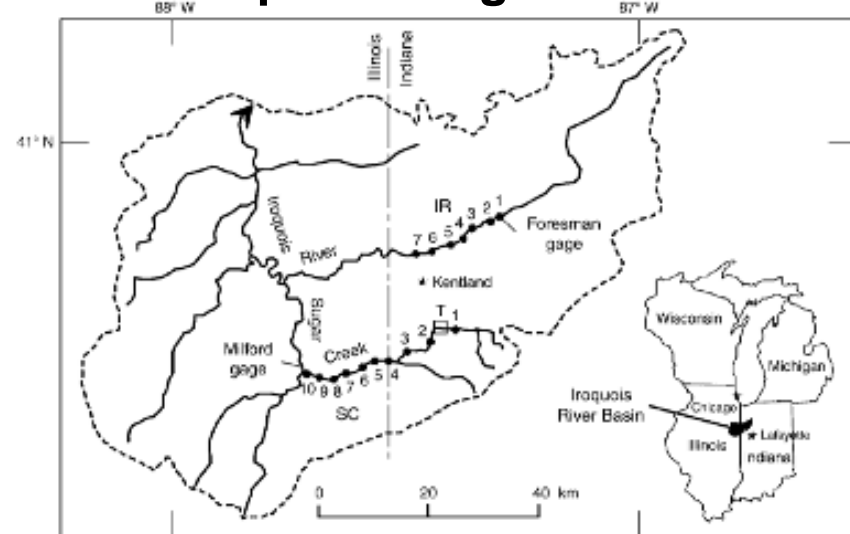 88° W
87° W
Illinois
Indiana
41° N
IR
1
2
3
4
5
6
7
Foresman
gage
Iroquois
River
Kentland
Sugar
Creek
T
1
2
3
4
5
6
7
8
9
10
Milford
gage
SC
0 20 40 km
Wisconsin
Michigan
Iroquois
River Basin
Chicago
Illinois
Lafayette
ndiana